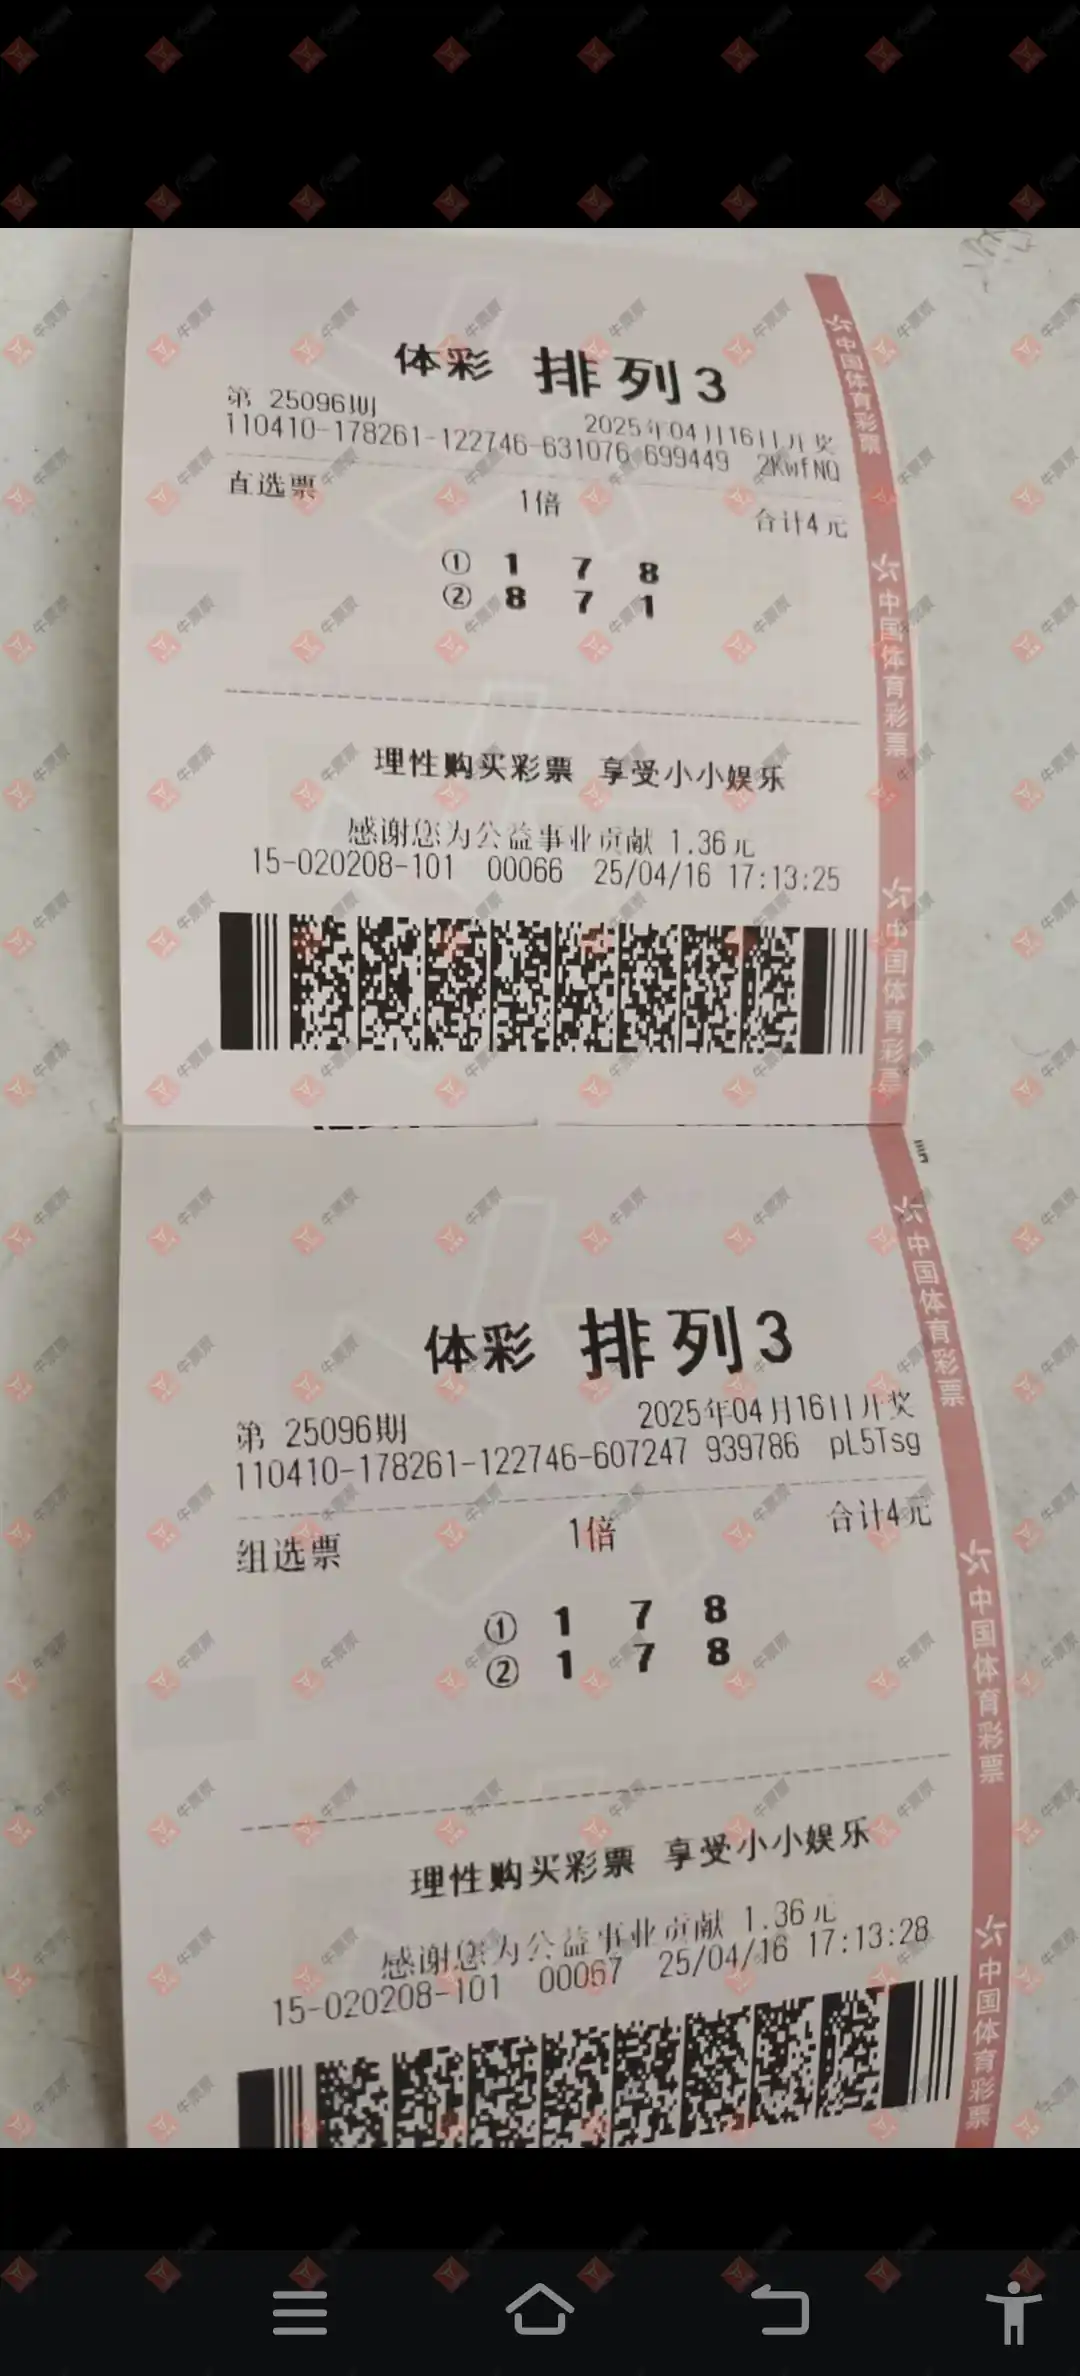 体彩 排列3
第 25096期
2025年04月16日开奖
110410-178261-122746-631076 699449 2KwfNQ
直选票 1倍 合计4元
① 1 7 8
② 8 7 1
理性购买彩票 享受小小娱乐
感谢您为公益事业贡献 1.36元
15-020208-101 00066 25/04/16 17:13:25
中国体育彩票
中国体育彩票
中国体育彩票
体彩 排列3
第 25096期 2025年04月16日开奖
110410-178261-122746-607247 939786 pL5Tsg
组选票 1倍 合计4元
① 1 7 8
② 1 7 8
理性购买彩票 享受小小娱乐
感谢您为公益事业贡献 1.36元
15-020208-101 00067 25/04/16 17:13:28
中国体育彩票
中国体育彩票
中国体育彩票
牛票票